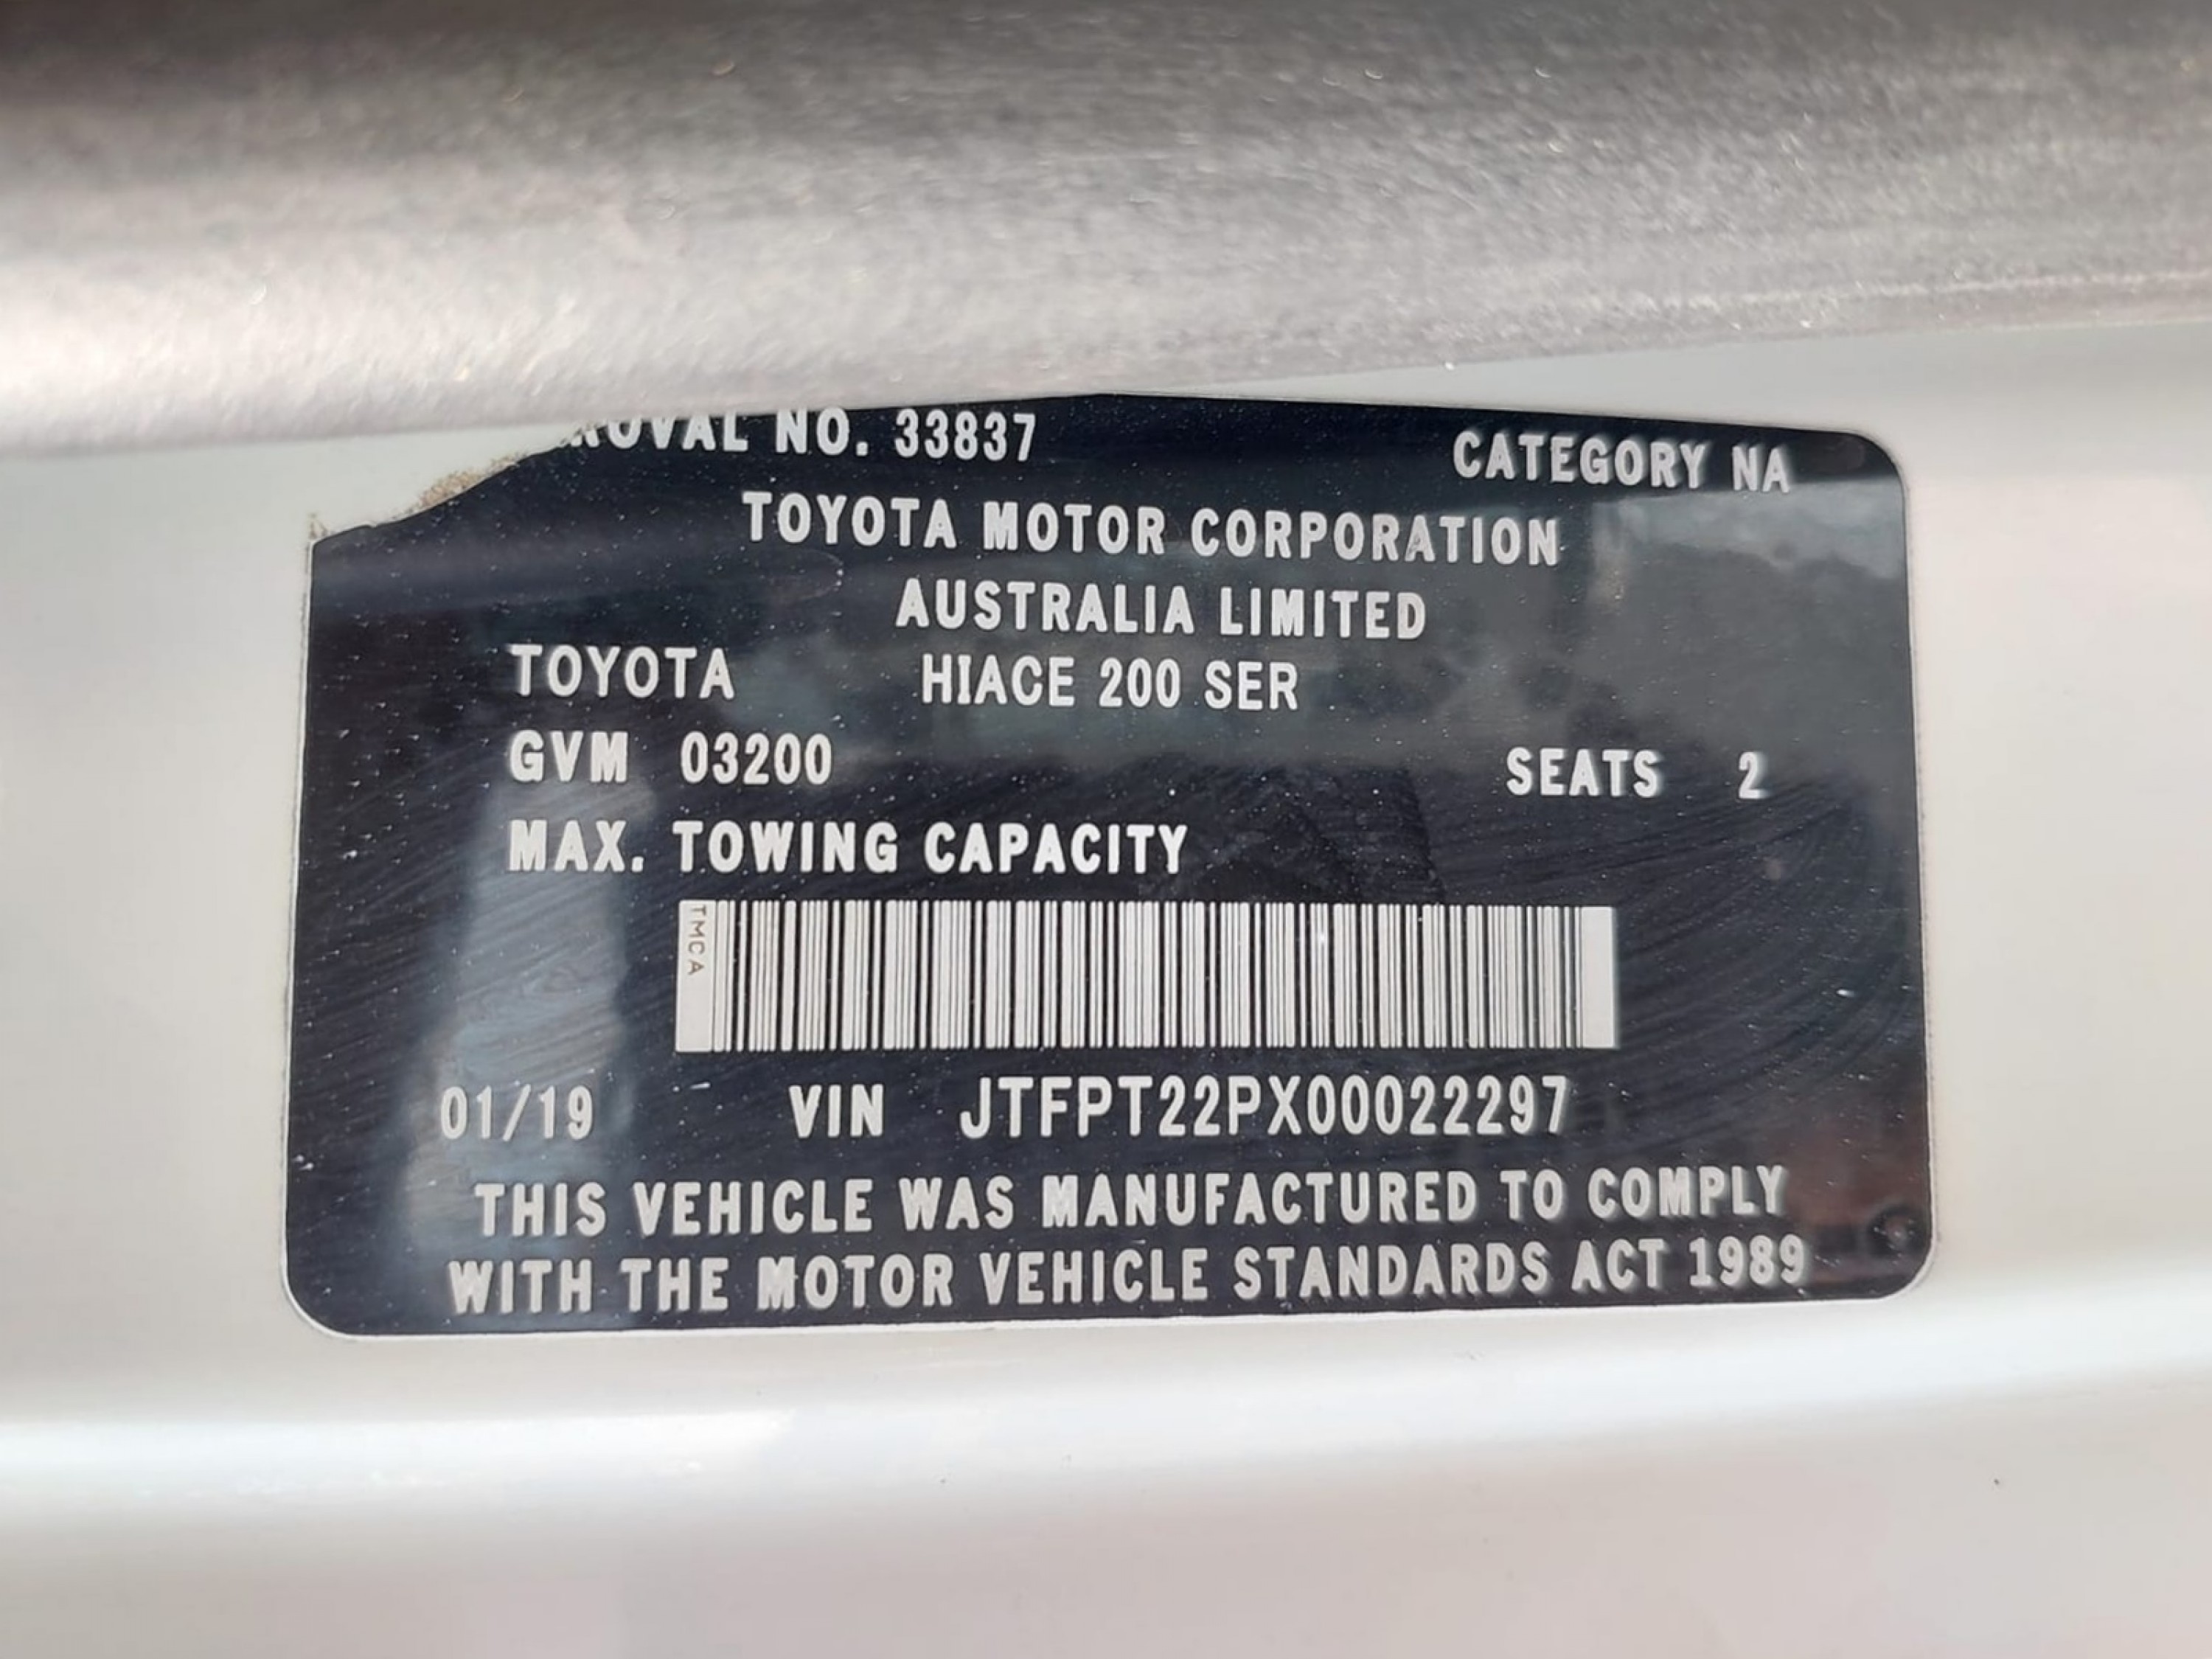 ROVAL NO. 33837 CATEGORY NA
TOYOTA MOTOR CORPORATION
AUSTRALIA LIMITED
TOYOTA HIACE 200 SER
GVM 03200 SEATS 2
MAX. TOWING CAPACITY
TMCA
01/19 VIN JTFPT22PX00022297
THIS VEHICLE WAS MANUFACTURED TO COMPLY
WITH THE MOTOR VEHICLE STANDARDS ACT 1989